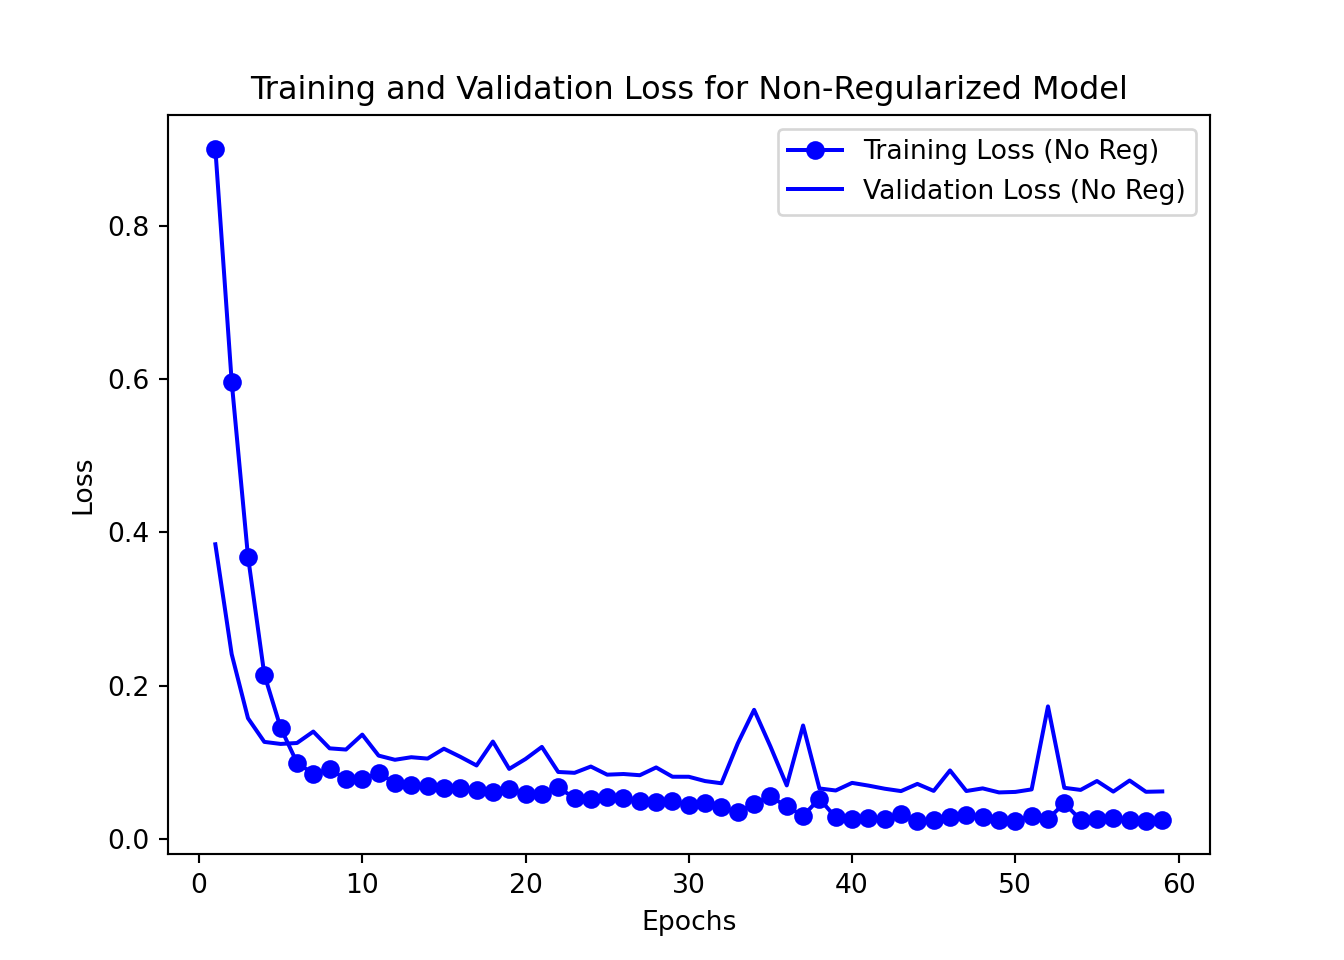 Training and Validation Loss for Non-Regularized Model
Training Loss (No Reg)
Validation Loss (No Reg)
0.8
0.6
0.4
0.2
0.0
Loss
0 10 20 30 40 50 60
Epochs